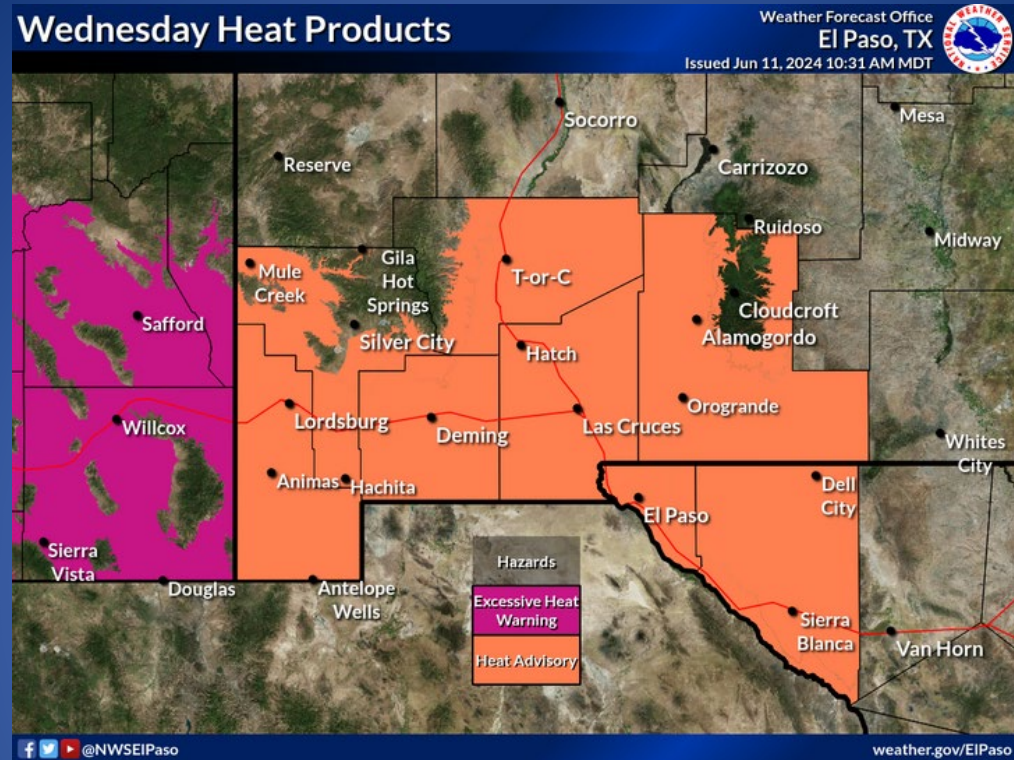 Wednesday Heat Products
Weather Forecast Office
El Paso, TX
Issued Jun 11, 2024 10:31 AM MDT
NATIONAL WEATHER SERVICE
Socorro
Mesa
Reserve
Carrizozo
Ruidoso
Midway
Mule
Creek
Gila
Hot
Springs
T-or-C
Cloudcroft
Safford
Silver City
Alamogordo
Hatch
Lordsburg
Orogrande
Willcox
Deming
Las Cruces
Whites
City
Animas
Hachita
Dell
City
El Paso
Sierra
Vista
Douglas
Antelope
Wells
Sierra
Blanca
Van Horn
Hazards
Excessive Heat
Warning
Heat Advisory
@NWSElPaso
weather.gov/ElPaso